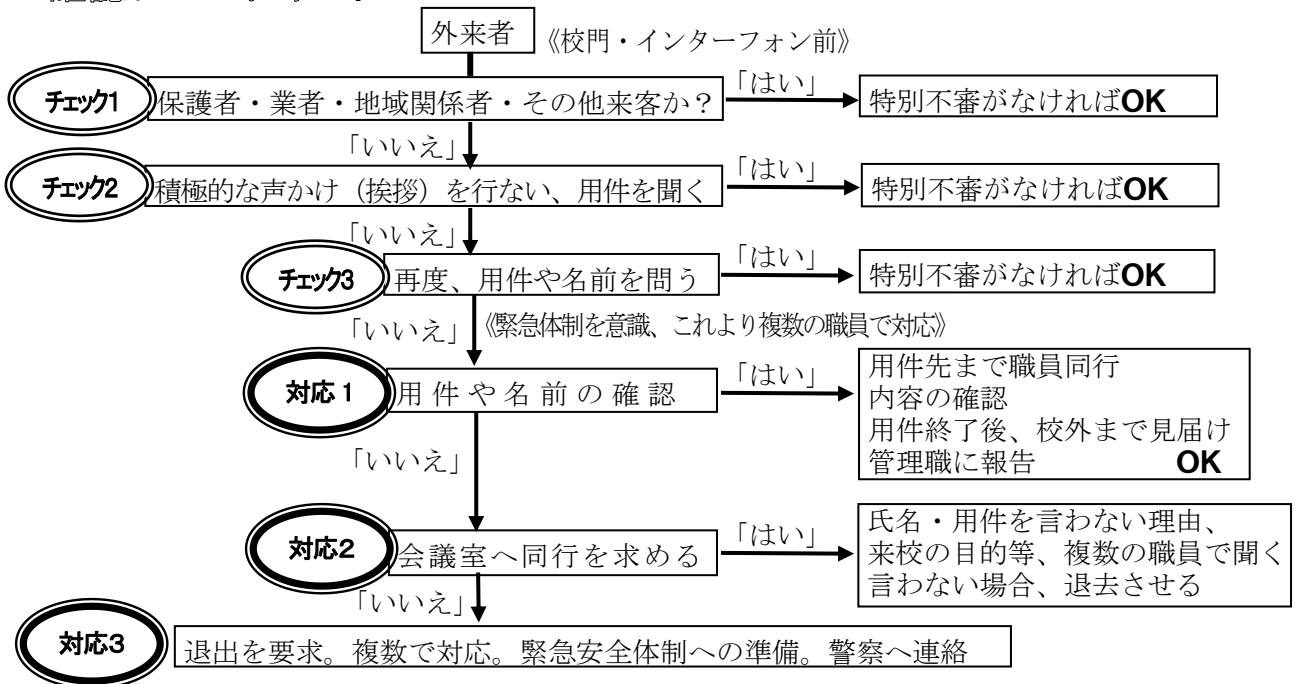 外来者 《校門・インターフォン前》
チェック1 保護者・業者・地域関係者・その他来客か？ 「はい」 特別不審がなければOK
「いいえ」
チェック2 積極的な声かけ（挨拶）を行ない、用件を聞く 「はい」 特別不審がなければOK
「いいえ」
チェック3 再度、用件や名前を問う 「はい」 特別不審がなければOK
「いいえ」 《緊急体制を意識、これより複数の職員で対応》
対応1 用件や名前の確認 「はい」
用件先まで職員同行
内容の確認
用件終了後、校外まで見届け
管理職に報告 OK
「いいえ」
対応2 会議室へ同行を求める 「はい」
氏名・用件を言わない理由、
来校の目的等、複数の職員で聞く
言わない場合、退去させる
「いいえ」
対応3 退出を要求。複数で対応。緊急安全体制への準備。警察へ連絡